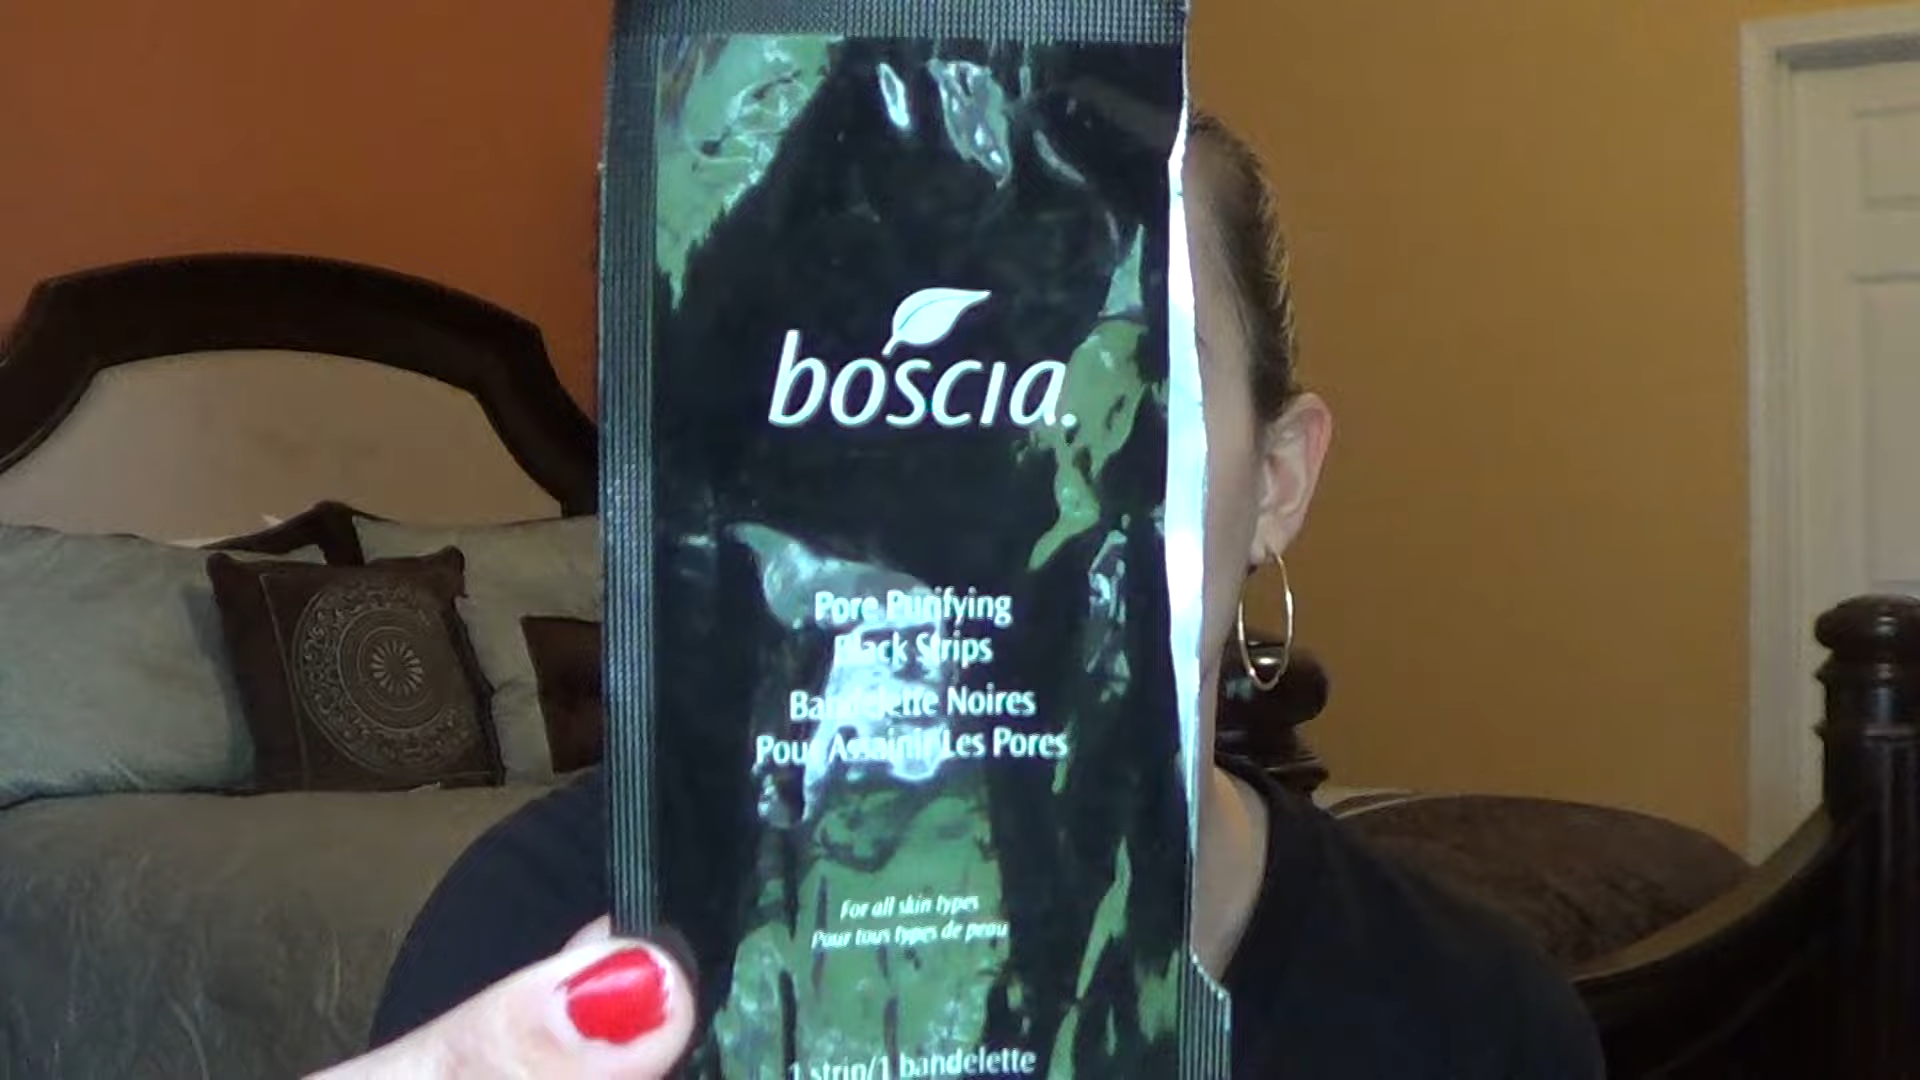 boscia.
Pore Purifying
Black Strips
Bandelette Noires
Pour Assainir Les Pores
For all skin types
Pour tous types de peau
1 strip/1 bandelette